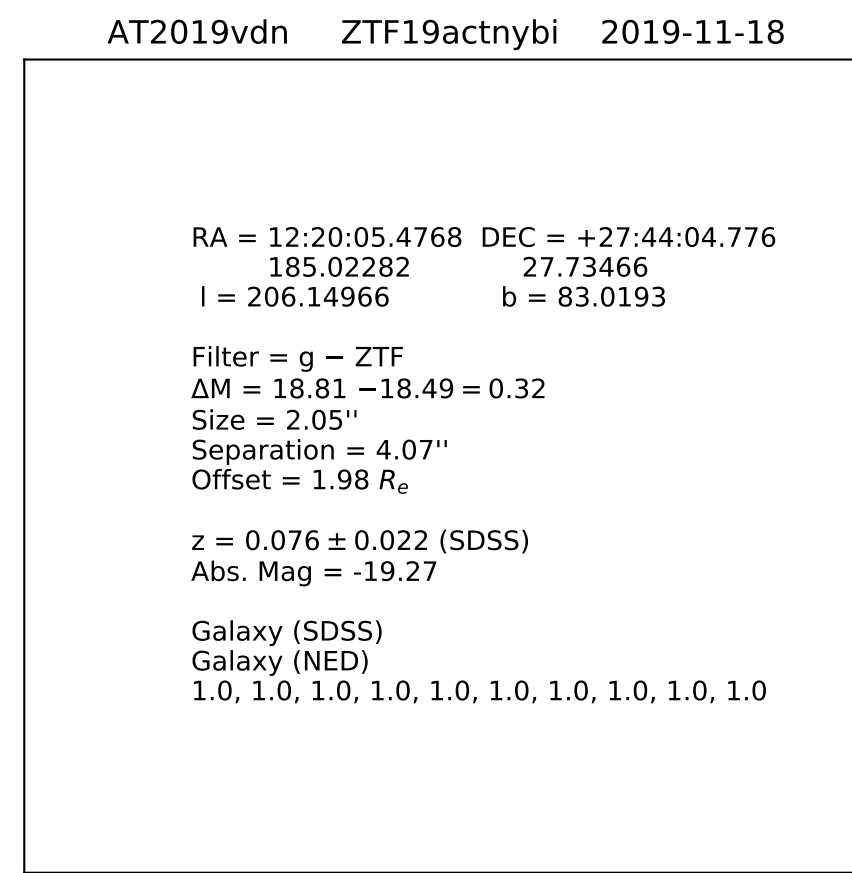 AT2019vdn ZTF19actnybi 2019-11-18
RA = 12:20:05.4768 DEC = +27:44:04.776
185.02282 27.73466
l = 206.14966 b = 83.0193
Filter = g − ZTF
ΔM = 18.81 −18.49 = 0.32
Size = 2.05''
Separation = 4.07''
Offset = 1.98 Rₑ
z = 0.076 ± 0.022 (SDSS)
Abs. Mag = -19.27
Galaxy (SDSS)
Galaxy (NED)
1.0, 1.0, 1.0, 1.0, 1.0, 1.0, 1.0, 1.0, 1.0, 1.0